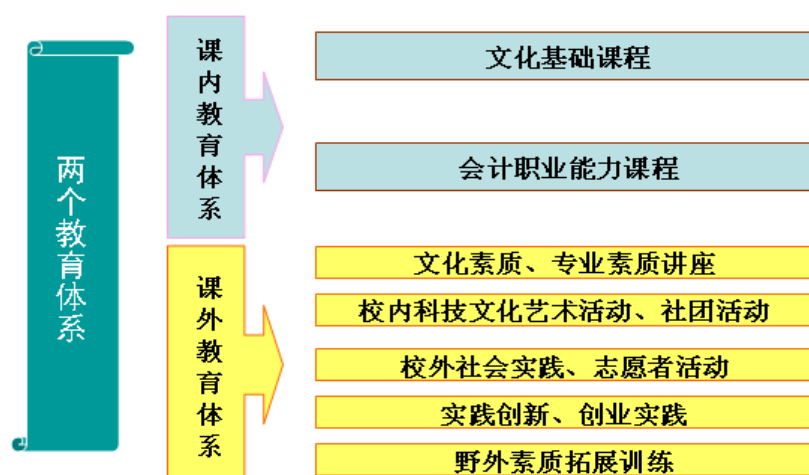 两个教育体系
课内教育体系
文化基础课程
会计职业能力课程
课外教育体系
文化素质、专业素质讲座
校内科技文化艺术活动、社团活动
校外社会实践、志愿者活动
实践创新、创业实践
野外素质拓展训练